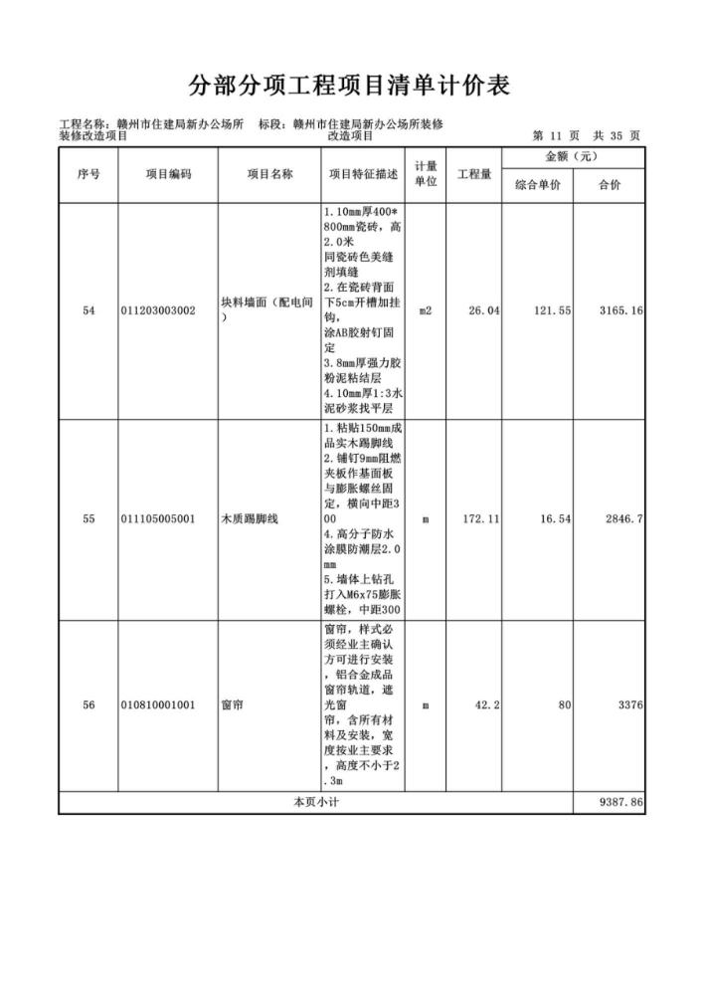 分部分项工程项目清单计价表
工程名称：赣州市住建局新办公场所
装修改造项目
标段：赣州市住建局新办公场所装修
改造项目
第 11 页 共 35 页
序号
项目编码
项目名称
项目特征描述
计量
单位
工程量
金额（元）
综合单价
合价
54
011203003002
块料墙面（配电间
）
1.10mm厚400*
800mm瓷砖，高
2.0米
同瓷砖色美缝
剂填缝
2.在瓷砖背面
下5cm开槽加挂
钩，
涂AB胶射钉固
定
3.8mm厚强力胶
粉泥粘结层
4.10mm厚1:3水
泥砂浆找平层
m2
26.04
121.55
3165.16
55
011105005001
木质踢脚线
1.粘贴150mm成
品实木踢脚线
2.铺钉9mm阻燃
夹板作基面板
与膨胀螺丝固
定，横向中距3
00
4.高分子防水
涂膜防潮层2.0
mm
5.墙体上钻孔
打入M6x75膨胀
螺栓，中距300
m
172.11
16.54
2846.7
56
010810001001
窗帘
窗帘，样式必
须经业主确认
方可进行安装
，铝合金成品
窗帘轨道，遮
光窗
帘，含所有材
料及安装，宽
度按业主要求
，高度不小于2
.3m
m
42.2
80
3376
本页小计
9387.86